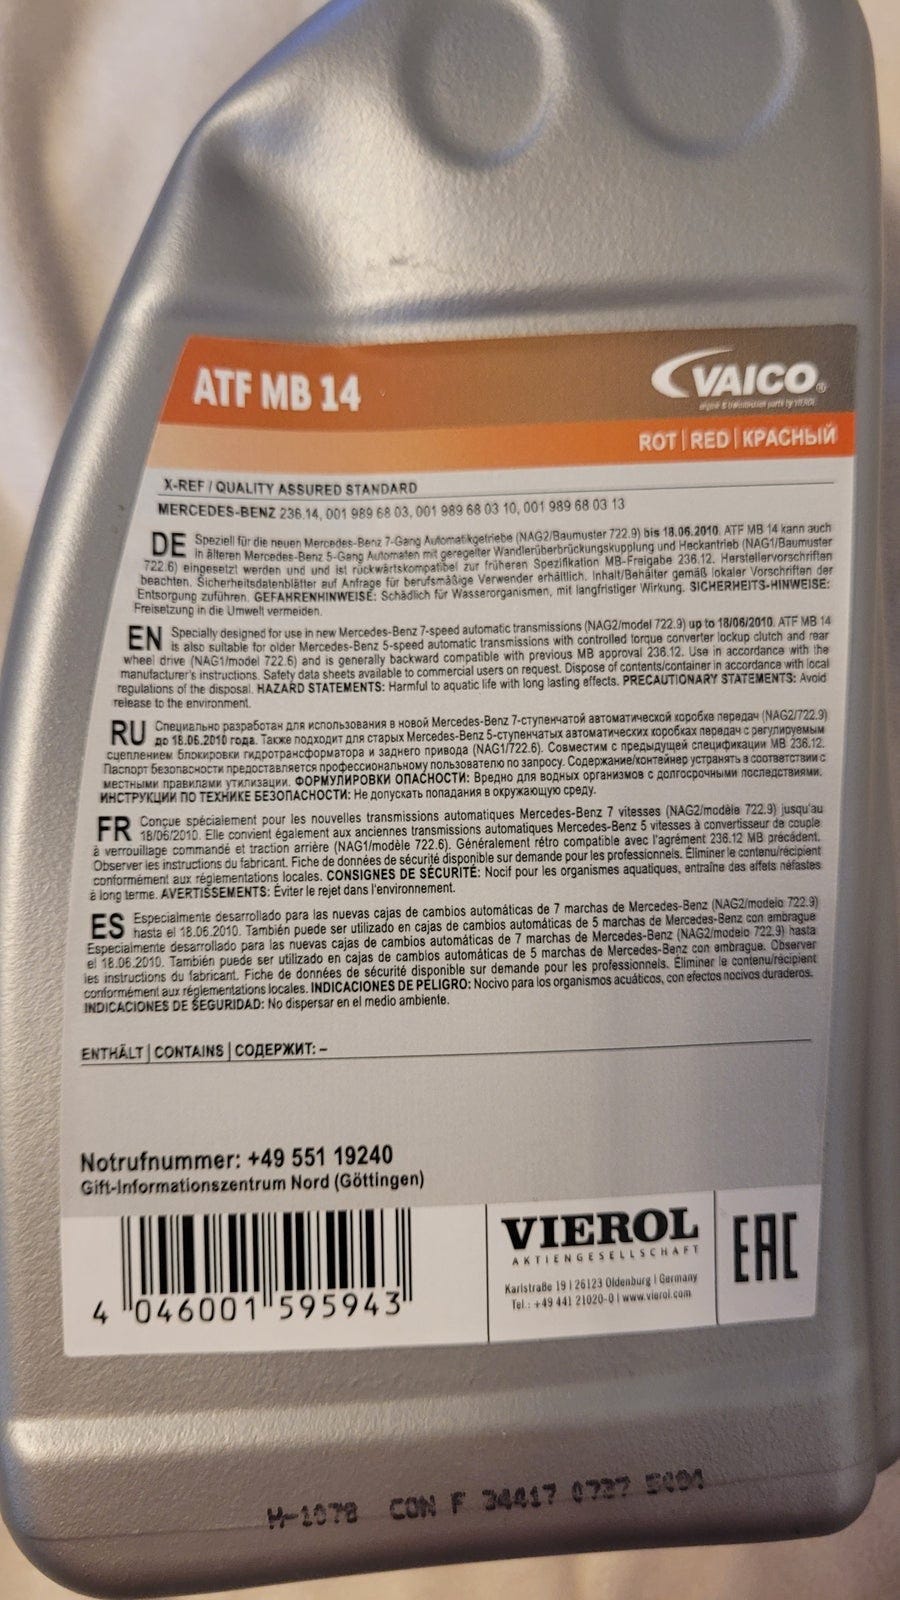 ATF MB 14
VAICO®
ROT | RED | КРАСНЫЙ
X-REF / QUALITY ASSURED STANDARD
MERCEDES-BENZ 236.14, 001 989 68 03, 001 989 68 03 10, 001 989 68 03 13
DE Speziell für die neuen Mercedes-Benz 7-Gang Automatikgetriebe (NAG2/Baumuster 722.9) bis 18.06.2010. ATF MB 14 kann auch
in älteren Mercedes-Benz 5-Gang Automaten mit geregelter Wandlerüberbrückungskupplung und Heckantrieb (NAG1/Baumuster
722.6) eingesetzt werden und und ist rückwärtskompatibel zur früheren Spezifikation MB-Freigabe 236.12. Herstellervorschriften
beachten. Sicherheitsdatenblätter auf Anfrage für berufsmäßige Verwender erhältlich. Inhalt/Behälter gemäß lokaler Vorschriften der
Entsorgung zuführen. GEFAHRENHINWEISE: Schädlich für Wasserorganismen, mit langfristiger Wirkung. SICHERHEITS-HINWEISE:
Freisetzung in die Umwelt vermeiden.
EN Specially designed for use in new Mercedes-Benz 7-speed automatic transmissions (NAG2/model 722.9) up to 18/06/2010. ATF MB 14
is also suitable for older Mercedes-Benz 5-speed automatic transmissions with controlled torque converter lockup clutch and rear
wheel drive (NAG1/model 722.6) and is generally backward compatible with previous MB approval 236.12. Use in accordance with the
manufacturer's instructions. Safety data sheets available to commercial users on request. Dispose of contents/container in accordance with local
regulations of the disposal. HAZARD STATEMENTS: Harmful to aquatic life with long lasting effects. PRECAUTIONARY STATEMENTS: Avoid
release to the environment.
RU Специально разработан для использования в новой Mercedes-Benz 7-ступенчатой автоматической коробке передач (NAG2/722.9)
до 18.06.2010 года. Также подходит для старых Mercedes-Benz 5-ступенчатых автоматических коробках передач с регулируемым
сцеплением блокировки гидротрансформатора и заднего привода (NAG1/722.6). Совместим с предыдущей спецификации MB 236.12.
Паспорт безопасности предоставляется профессиональному пользователю по запросу. Содержание/контейнер устранять в соответствии с
местными правилами утилизации. ФОРМУЛИРОВКИ ОПАСНОСТИ: Вредно для водных организмов с долгосрочными последствиями.
ИНСТРУКЦИИ ПО ТЕХНИКЕ БЕЗОПАСНОСТИ: Не допускать попадания в окружающую среду.
FR Conçue spécialement pour les nouvelles transmissions automatiques Mercedes-Benz 7 vitesses (NAG2/modèle 722.9) jusqu'au
18/06/2010. Elle convient également aux anciennes transmissions automatiques Mercedes-Benz 5 vitesses à convertisseur de couple
à verrouillage commandé et traction arrière (NAG1/modèle 722.6). Généralement rétro compatible avec l'agrément 236.12 MB précédent.
Observer les instructions du fabricant. Fiche de données de sécurité disponible sur demande pour les professionnels. Éliminer le contenu/récipient
conformément aux réglementations locales. CONSIGNES DE SÉCURITÉ: Nocif pour les organismes aquatiques, entraîne des effets néfastes
à long terme. AVERTISSEMENTS: Éviter le rejet dans l'environnement.
ES Especialmente desarrollado para las nuevas cajas de cambios automáticas de 7 marchas de Mercedes-Benz (NAG2/modelo 722.9)
hasta el 18.06.2010. También puede ser utilizado en cajas de cambios automáticas de 5 marchas de Mercedes-Benz con embrague
Especialmente desarrollado para las nuevas cajas de cambios automáticas de 7 marchas de Mercedes-Benz (NAG2/modelo 722.9) hasta
el 18.06.2010. También puede ser utilizado en cajas de cambios automáticas de 5 marchas de Mercedes-Benz con embrague. Observer
les instructions du fabricant. Fiche de données de sécurité disponible sur demande pour les professionnels. Éliminer le contenu/récipient
conformément aux réglementations locales. INDICACIONES DE PELIGRO: Nocivo para los organismos acuáticos, con efectos nocivos duraderos.
INDICACIONES DE SEGURIDAD: No dispersar en el medio ambiente.
ENTHÄLT | CONTAINS | СОДЕРЖИТ: –
Notrufnummer: +49 551 19240
Gift-Informationszentrum Nord (Göttingen)
4 046001 595943
VIEROL
AKTIENGESELLSCHAFT
Karlstraße 19 | 26123 Oldenburg | Germany
Tel.: +49 441 21020-0 | www.vierol.com
EAC
CON F 34417